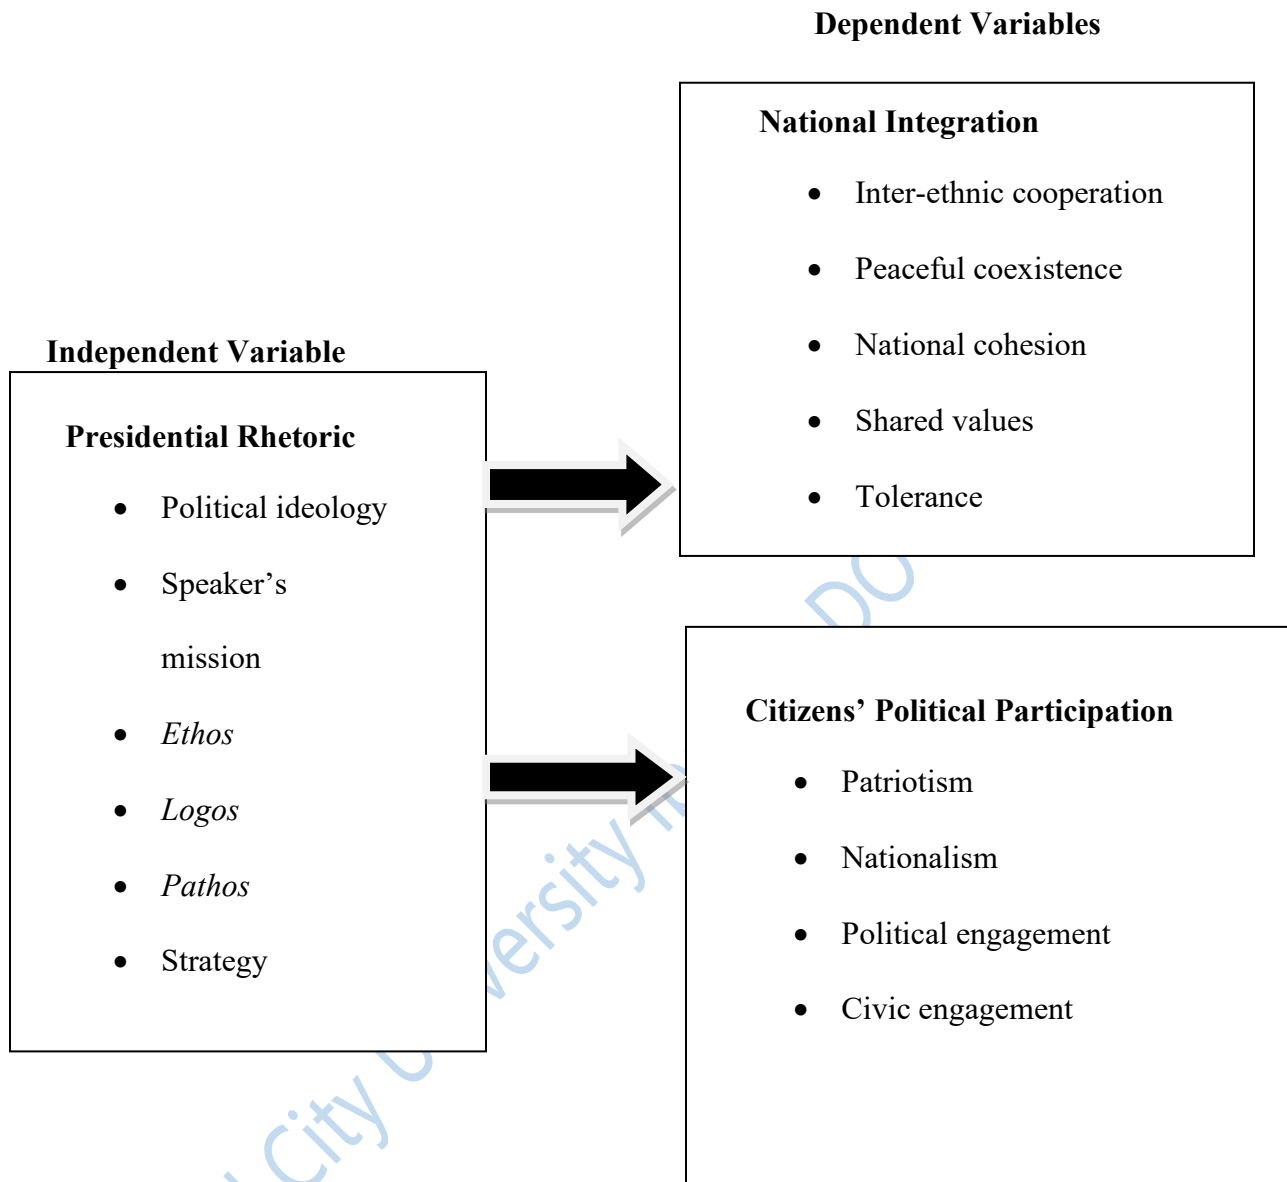 Dependent Variables
National Integration
• Inter-ethnic cooperation
• Peaceful coexistence
• National cohesion
• Shared values
• Tolerance
Independent Variable
Presidential Rhetoric
• Political ideology
• Speaker’s
mission
• Ethos
• Logos
• Pathos
• Strategy
Citizens’ Political Participation
• Patriotism
• Nationalism
• Political engagement
• Civic engagement
City